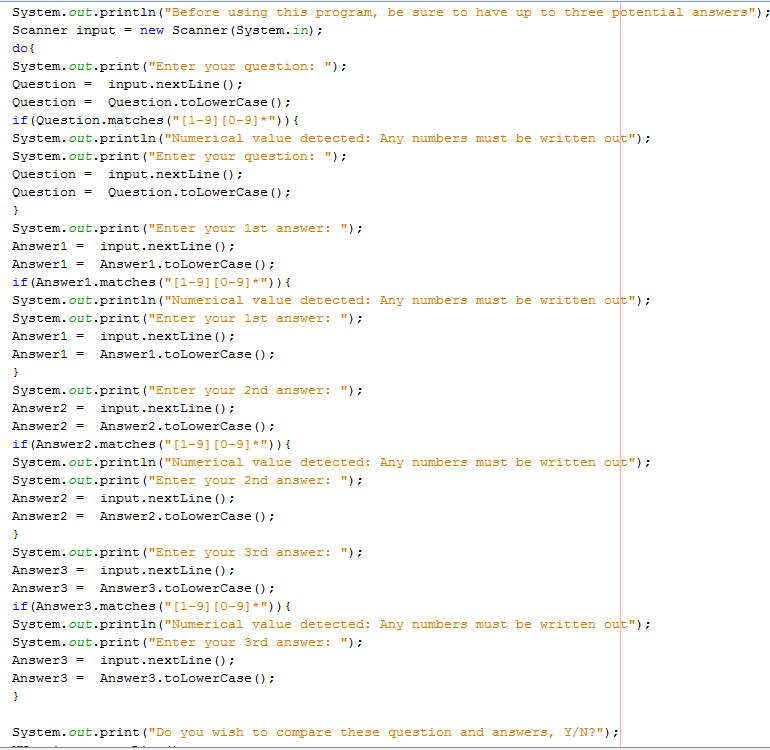 System.out.println("Before using this program, be sure to have up to three potential answers");
Scanner input = new Scanner(System.in);
do{
System.out.print("Enter your question: ");
Question =  input.nextLine();
Question =  Question.toLowerCase();
if(Question.matches("[1-9][0-9]*")){
System.out.println("Numerical value detected: Any numbers must be written out");
System.out.print("Enter your question: ");
Question =  input.nextLine();
Question =  Question.toLowerCase();
}
System.out.print("Enter your 1st answer: ");
Answer1 =  input.nextLine();
Answer1 =  Answer1.toLowerCase();
if(Answer1.matches("[1-9][0-9]*")){
System.out.println("Numerical value detected: Any numbers must be written out");
System.out.print("Enter your 1st answer: ");
Answer1 =  input.nextLine();
Answer1 =  Answer1.toLowerCase();
}
System.out.print("Enter your 2nd answer: ");
Answer2 =  input.nextLine();
Answer2 =  Answer2.toLowerCase();
if(Answer2.matches("[1-9][0-9]*")){
System.out.println("Numerical value detected: Any numbers must be written out");
System.out.print("Enter your 2nd answer: ");
Answer2 =  input.nextLine();
Answer2 =  Answer2.toLowerCase();
}
System.out.print("Enter your 3rd answer: ");
Answer3 =  input.nextLine();
Answer3 =  Answer3.toLowerCase();
if(Answer3.matches("[1-9][0-9]*")){
System.out.println("Numerical value detected: Any numbers must be written out");
System.out.print("Enter your 3rd answer: ");
Answer3 =  input.nextLine();
Answer3 =  Answer3.toLowerCase();
}
System.out.print("Do you wish to compare these question and answers, Y/N?");